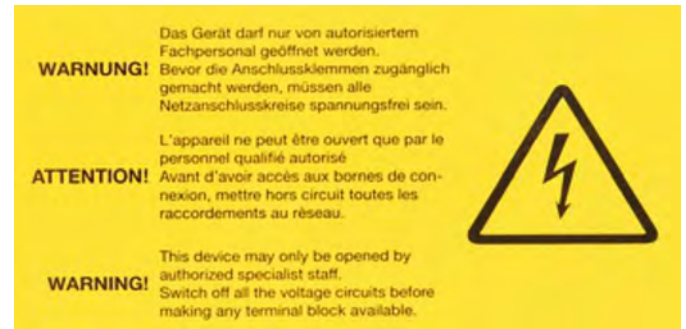 Das Gerät darf nur von autorisiertem
Fachpersonal geöffnet werden.
WARNUNG! Bevor die Anschlussklemmen zugänglich
gemacht werden, müssen alle
Netzanschlusskreise spannungsfrei sein.
L'appareil ne peut être ouvert que par le
personnel qualifié autorisé
ATTENTION! Avant d'avoir accès aux bornes de con-
nexion, mettre hors circuit toutes les
raccordements au rèseau.
This device may only be opened by
WARNING! authorized specialist staff.
Switch off all the voltage circuits before
making any terminal block available.